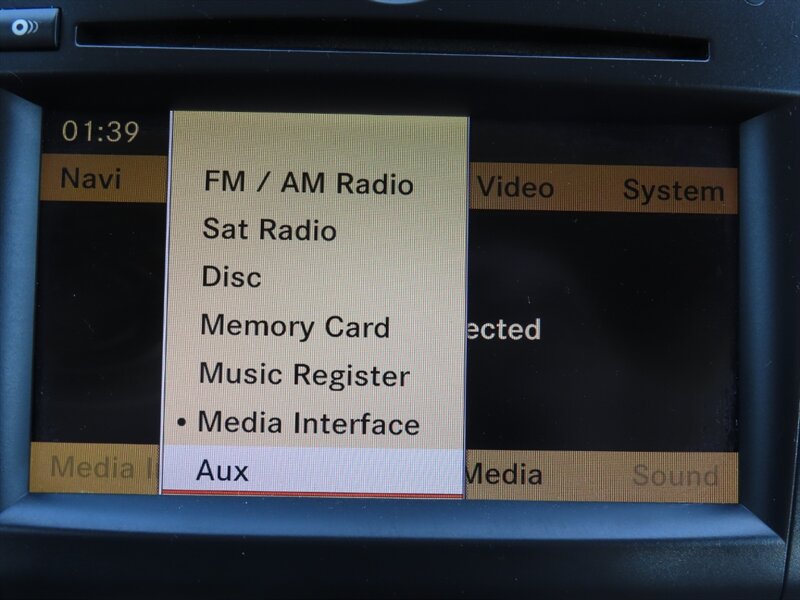 01:39
Navi
Video
System
FM / AM Radio
Sat Radio
Disc
Memory Card
Music Register
ected
• Media Interface
Aux
Media I
Media
Sound